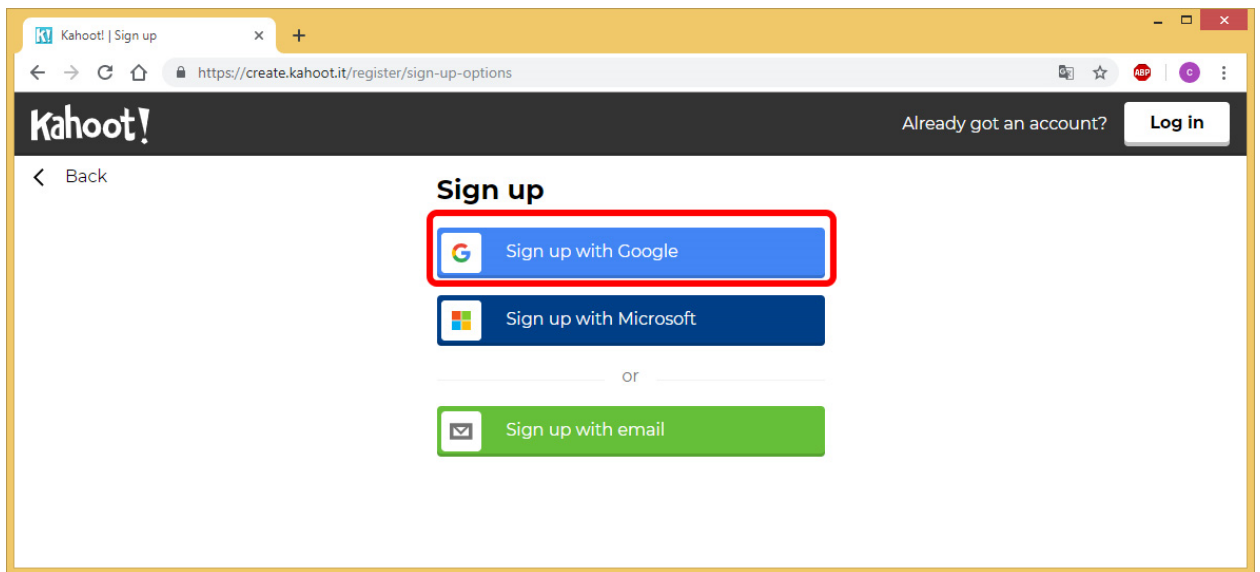 Kahoot! | Sign up
https://create.kahoot.it/register/sign-up-options
ABP
C
Kahoot!
Already got an account?
Log in
Back
Sign up
G
Sign up with Google
Sign up with Microsoft
or
Sign up with email